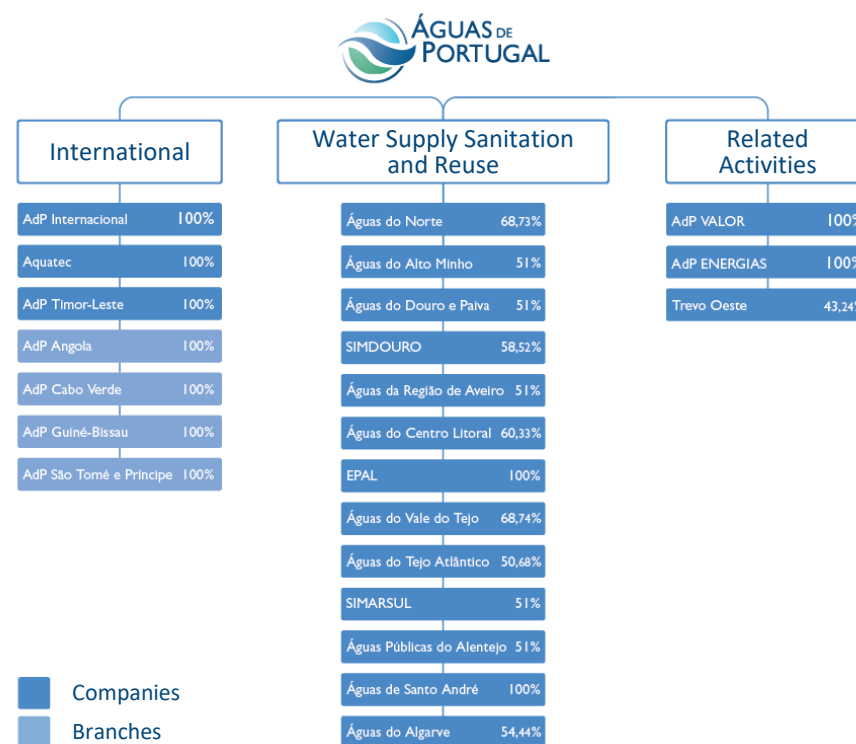 ÁGUAS DE
PORTUGAL
International
AdP Internacional 100%
Aquatec 100%
AdP Timor-Leste 100%
AdP Angola 100%
AdP Cabo Verde 100%
AdP Guiné-Bissau 100%
AdP São Tomé e Príncipe 100%
Water Supply Sanitation
and Reuse
Águas do Norte 68,73%
Águas do Alto Minho 51%
Águas do Douro e Paiva 51%
SIMDOURO 58,52%
Águas da Região de Aveiro 51%
Águas do Centro Litoral 60,33%
EPAL 100%
Águas do Vale do Tejo 68,74%
Águas do Tejo Atlântico 50,68%
SIMARSUL 51%
Águas Públicas do Alentejo 51%
Águas de Santo André 100%
Águas do Algarve 54,44%
Related
Activities
AdP VALOR 100%
AdP ENERGIAS 100%
Trevo Oeste 43,24%
Companies
Branches